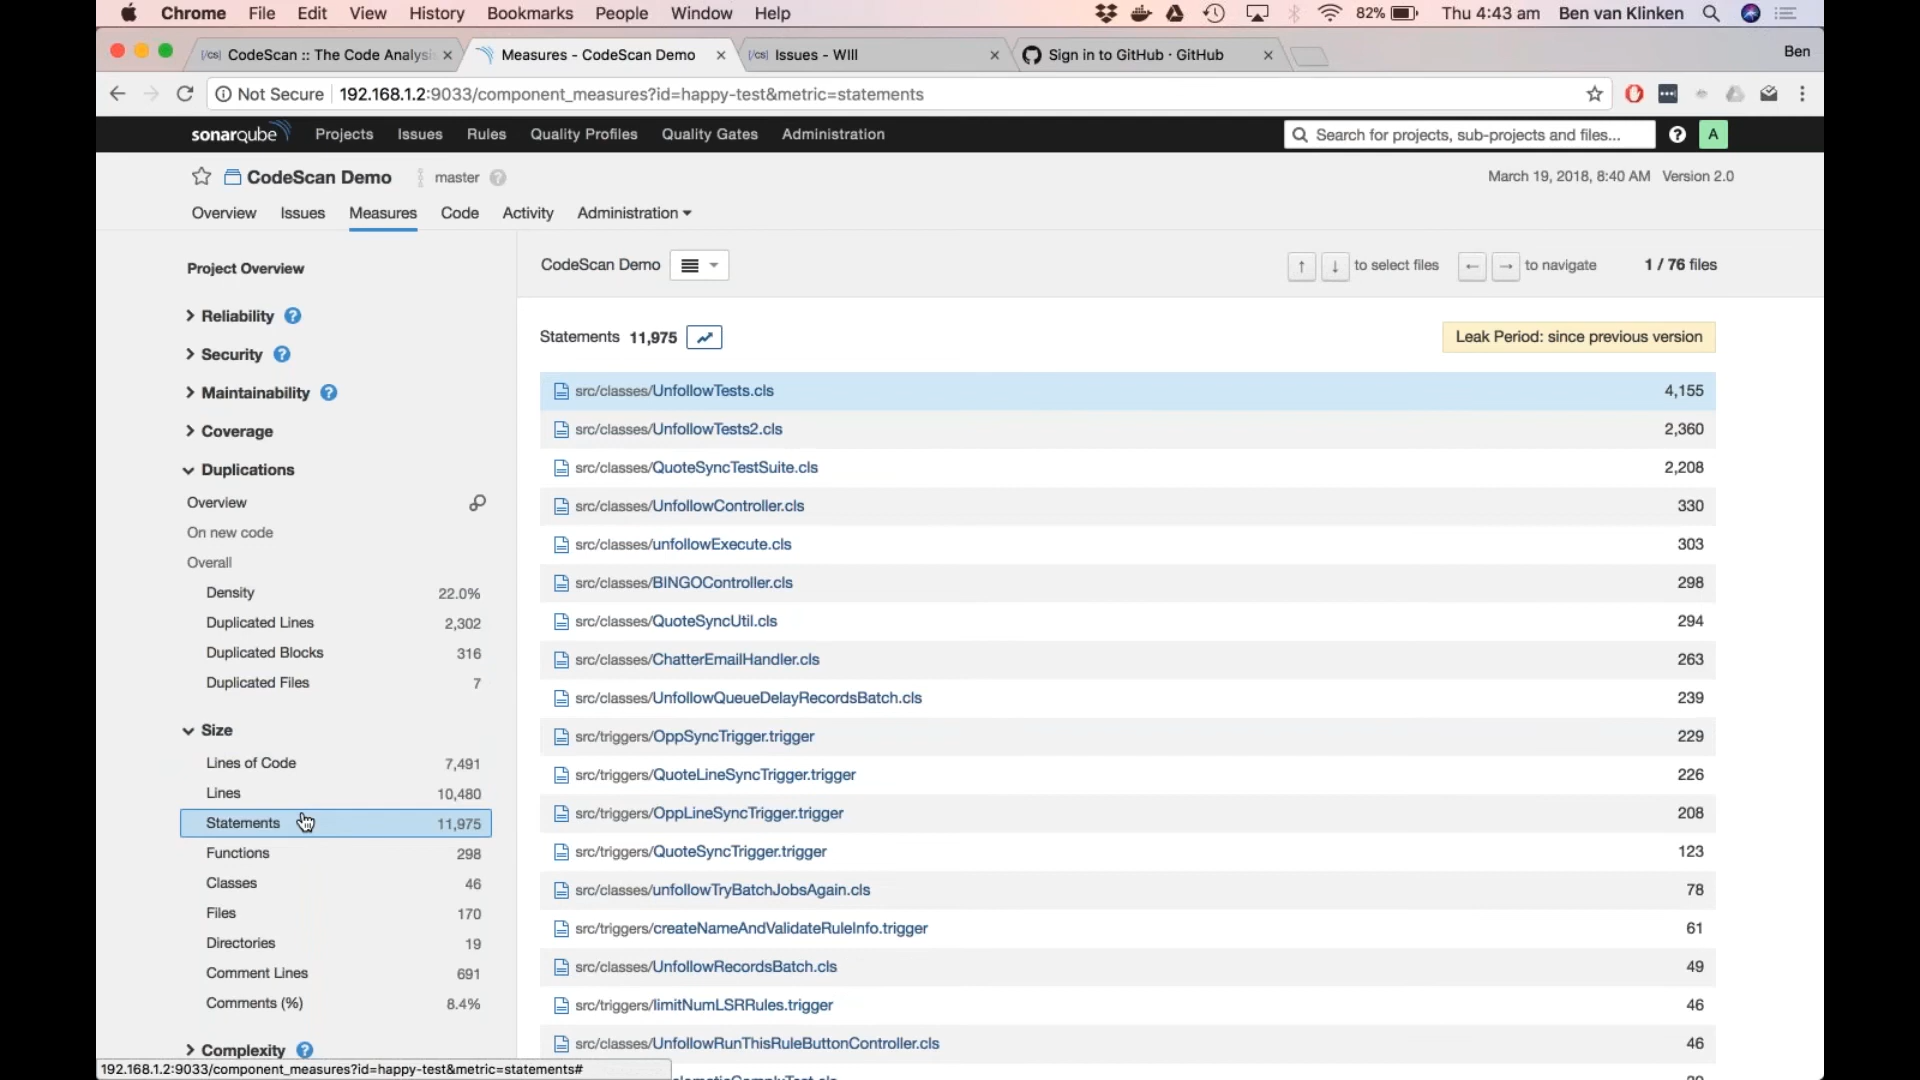 Chrome File Edit View History Bookmarks People Window Help 82% Thu 4:43 am Ben van Klinken
CodeScan :: The Code Analysis
Measures - CodeScan Demo
Issues - WIll
Sign in to GitHub · GitHub
Ben
Not Secure 192.168.1.2:9033/component_measures?id=happy-test&metric=statements
sonarqube Projects Issues Rules Quality Profiles Quality Gates Administration Search for projects, sub-projects and files... ? A
CodeScan Demo master ? March 19, 2018, 8:40 AM Version 2.0
Overview Issues Measures Code Activity Administration
Project Overview
Reliability ?
Security ?
Maintainability ?
Coverage
Duplications
Overview
On new code
Overall
Density 22.0%
Duplicated Lines 2,302
Duplicated Blocks 316
Duplicated Files 7
Size
Lines of Code 7,491
Lines 10,480
Statements 11,975
Functions 298
Classes 46
Files 170
Directories 19
Comment Lines 691
Comments (%) 8.4%
Complexity ?
CodeScan Demo ↑ ↓ to select files ← → to navigate 1 / 76 files
Statements 11,975 Leak Period: since previous version
src/classes/UnfollowTests.cls 4,155
src/classes/UnfollowTests2.cls 2,360
src/classes/QuoteSyncTestSuite.cls 2,208
src/classes/UnfollowController.cls 330
src/classes/unfollowExecute.cls 303
src/classes/BINGOController.cls 298
src/classes/QuoteSyncUtil.cls 294
src/classes/ChatterEmailHandler.cls 263
src/classes/UnfollowQueueDelayRecordsBatch.cls 239
src/triggers/OppSyncTrigger.trigger 229
src/triggers/QuoteLineSyncTrigger.trigger 226
src/triggers/OppLineSyncTrigger.trigger 208
src/triggers/QuoteSyncTrigger.trigger 123
src/classes/unfollowTryBatchJobsAgain.cls 78
src/triggers/createNameAndValidateRuleInfo.trigger 61
src/classes/UnfollowRecordsBatch.cls 49
src/triggers/limitNumLSRRules.trigger 46
src/classes/UnfollowRunThisRuleButtonController.cls 46
192.168.1.2:9033/component_measures?id=happy-test&metric=statements#